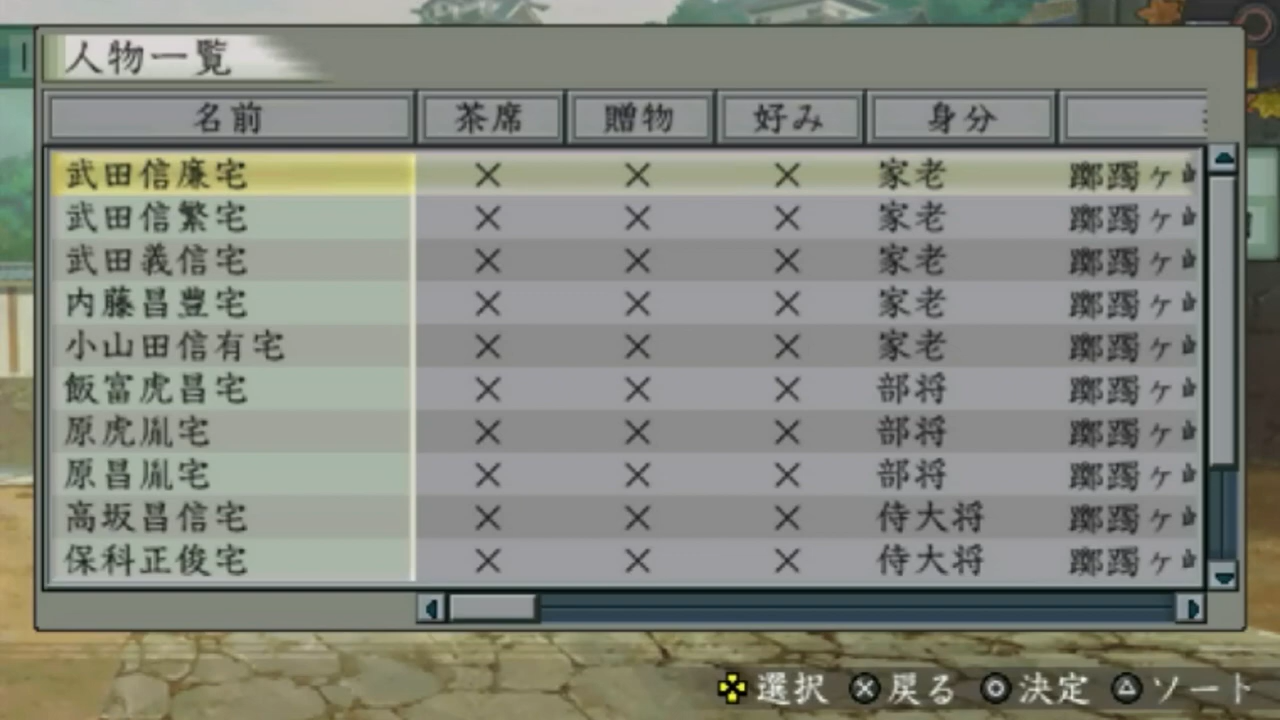 人物一覧
名前 茶席 贈物 好み 身分
武田信廉宅 × × × 家老 躑躅ヶ
武田信繁宅 × × × 家老 躑躅ヶ
武田義信宅 × × × 家老 躑躅ヶ
内藤昌豊宅 × × × 家老 躑躅ヶ
小山田信有宅 × × × 家老 躑躅ヶ
飯富虎昌宅 × × × 部将 躑躅ヶ
原虎胤宅 × × × 部将 躑躅ヶ
原昌胤宅 × × × 部将 躑躅ヶ
高坂昌信宅 × × × 侍大将 躑躅ヶ
保科正俊宅 × × × 侍大将 躑躅ヶ
選択 戻る 決定 ソート